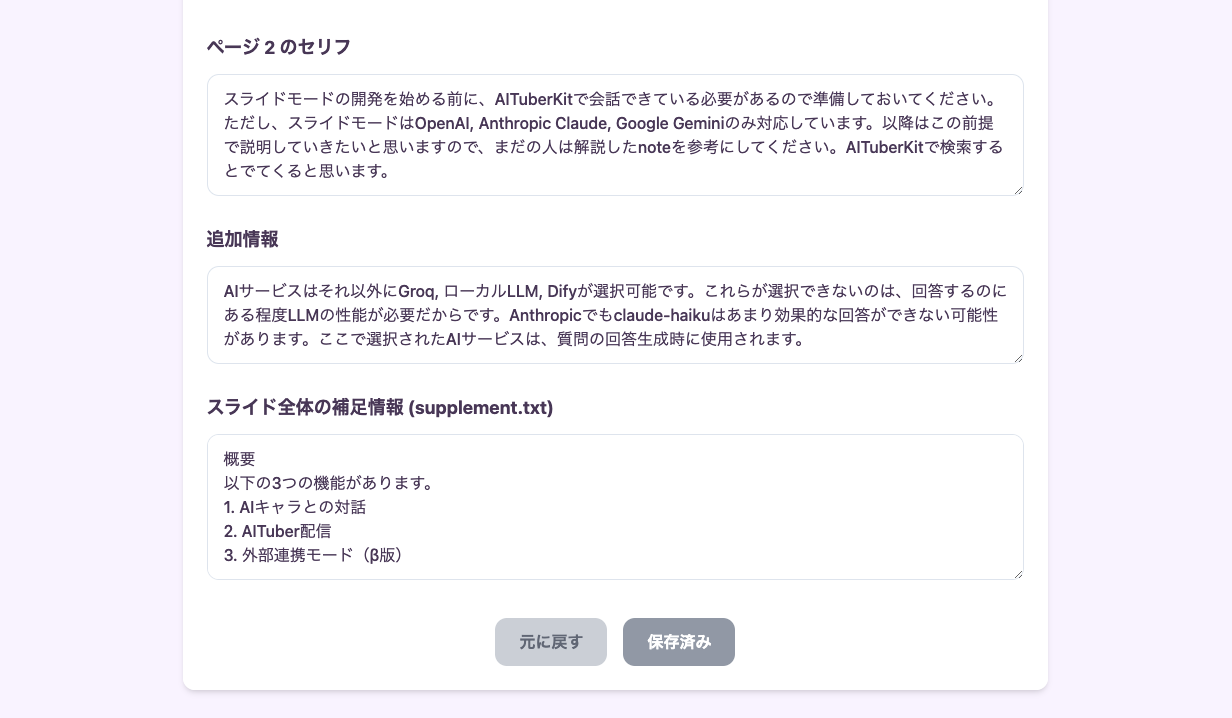 ページ 2 のセリフ
スライドモードの開発を始める前に、AITuberKitで会話できている必要があるので準備しておいてください。
ただし、スライドモードはOpenAI, Anthropic Claude, Google Geminiのみ対応しています。以降はこの前提
で説明していきたいと思いますので、まだの人は解説したnoteを参考にしてください。AITuberKitで検索する
とでてくると思います。
追加情報
AIサービスはそれ以外にGroq, ローカルLLM, Difyが選択可能です。これらが選択できないのは、回答するのに
ある程度LLMの性能が必要だからです。Anthropicでもclaude-haikuはあまり効果的な回答ができない可能性
があります。ここで選択されたAIサービスは、質問の回答生成時に使用されます。
スライド全体の補足情報 (supplement.txt)
概要
以下の3つの機能があります。
1. AIキャラとの対話
2. AITuber配信
3. 外部連携モード（β版）
元に戻す
保存済み